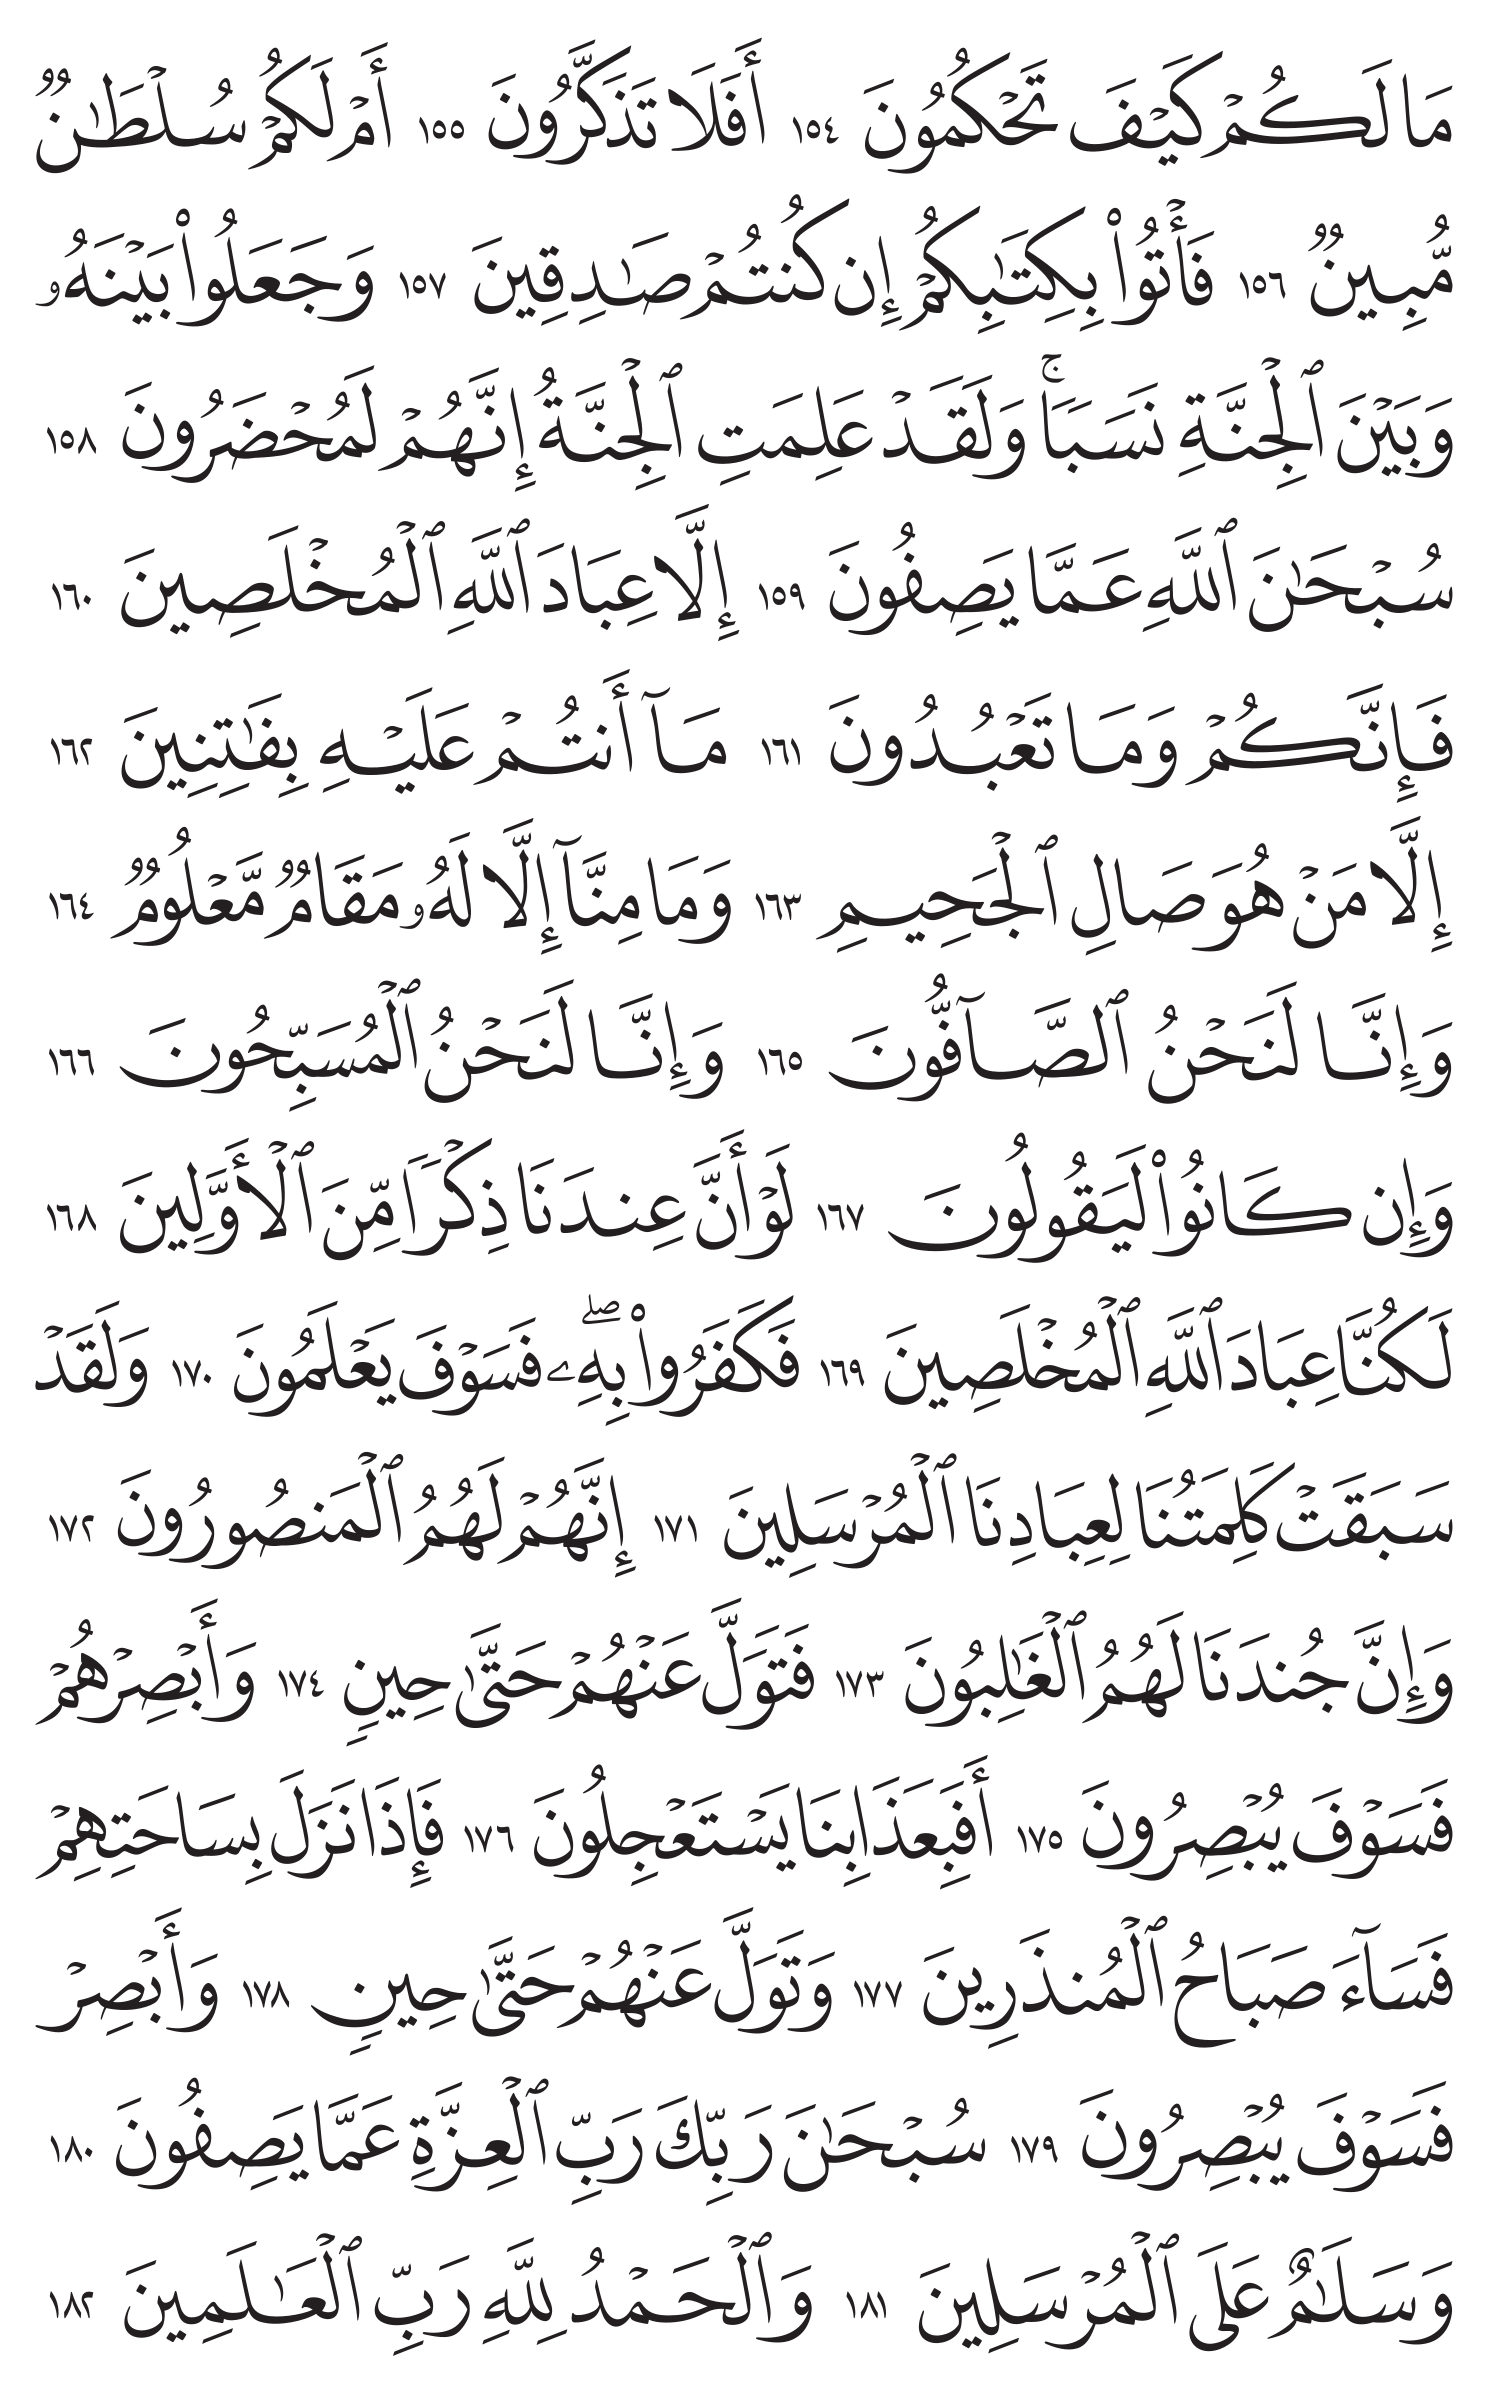 مَا لَكُمْ كَيْفَ تَحْكُمُونَ ١٥٤ أَفَلَا تَذَكَّرُونَ ١٥٥ أَمْ لَكُمْ سُلْطَٰنٌ
مُّبِينٌ ١٥٦ فَأْتُوا۟ بِكِتَٰبِكُمْ إِن كُنتُمْ صَٰدِقِينَ ١٥٧ وَجَعَلُوا۟ بَيْنَهُۥ
وَبَيْنَ ٱلْجِنَّةِ نَسَبًاۚ وَلَقَدْ عَلِمَتِ ٱلْجِنَّةُ إِنَّهُمْ لَمُحْضَرُونَ ١٥٨
سُبْحَٰنَ ٱللَّهِ عَمَّا يَصِفُونَ ١٥٩ إِلَّا عِبَادَ ٱللَّهِ ٱلْمُخْلَصِينَ ١٦٠
فَإِنَّكُمْ وَمَا تَعْبُدُونَ ١٦١ مَآ أَنتُمْ عَلَيْهِ بِفَٰتِنِينَ ١٦٢
إِلَّا مَنْ هُوَ صَالِ ٱلْجَحِيمِ ١٦٣ وَمَا مِنَّآ إِلَّا لَهُۥ مَقَامٌ مَّعْلُومٌ ١٦٤
وَإِنَّا لَنَحْنُ ٱلصَّآفُّونَ ١٦٥ وَإِنَّا لَنَحْنُ ٱلْمُسَبِّحُونَ ١٦٦
وَإِن كَانُوا۟ لَيَقُولُونَ ١٦٧ لَوْ أَنَّ عِندَنَا ذِكْرًا مِّنَ ٱلْأَوَّلِينَ ١٦٨
لَكُنَّا عِبَادَ ٱللَّهِ ٱلْمُخْلَصِينَ ١٦٩ فَكَفَرُوا۟ بِهِۦۖ فَسَوْفَ يَعْلَمُونَ ١٧٠ وَلَقَدْ
سَبَقَتْ كَلِمَتُنَا لِعِبَادِنَا ٱلْمُرْسَلِينَ ١٧١ إِنَّهُمْ لَهُمُ ٱلْمَنصُورُونَ ١٧٢
وَإِنَّ جُندَنَا لَهُمُ ٱلْغَٰلِبُونَ ١٧٣ فَتَوَلَّ عَنْهُمْ حَتَّىٰ حِينٍ ١٧٤ وَأَبْصِرْهُمْ
فَسَوْفَ يُبْصِرُونَ ١٧٥ أَفَبِعَذَابِنَا يَسْتَعْجِلُونَ ١٧٦ فَإِذَا نَزَلَ بِسَاحَتِهِمْ
فَسَآءَ صَبَاحُ ٱلْمُنذَرِينَ ١٧٧ وَتَوَلَّ عَنْهُمْ حَتَّىٰ حِينٍ ١٧٨ وَأَبْصِرْ
فَسَوْفَ يُبْصِرُونَ ١٧٩ سُبْحَٰنَ رَبِّكَ رَبِّ ٱلْعِزَّةِ عَمَّا يَصِفُونَ ١٨٠
وَسَلَٰمٌ عَلَى ٱلْمُرْسَلِينَ ١٨١ وَٱلْحَمْدُ لِلَّهِ رَبِّ ٱلْعَٰلَمِينَ ١٨٢